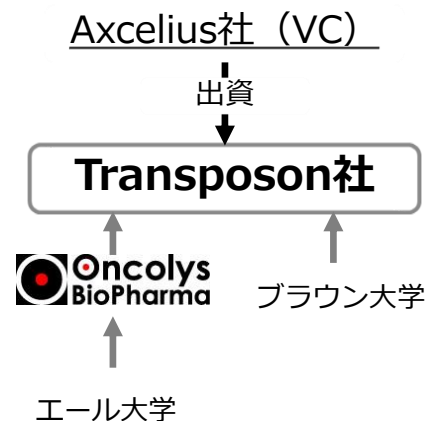 Axcelius社（VC）
出資
Transposon社
Oncolys
BioPharma
ブラウン大学
エール大学